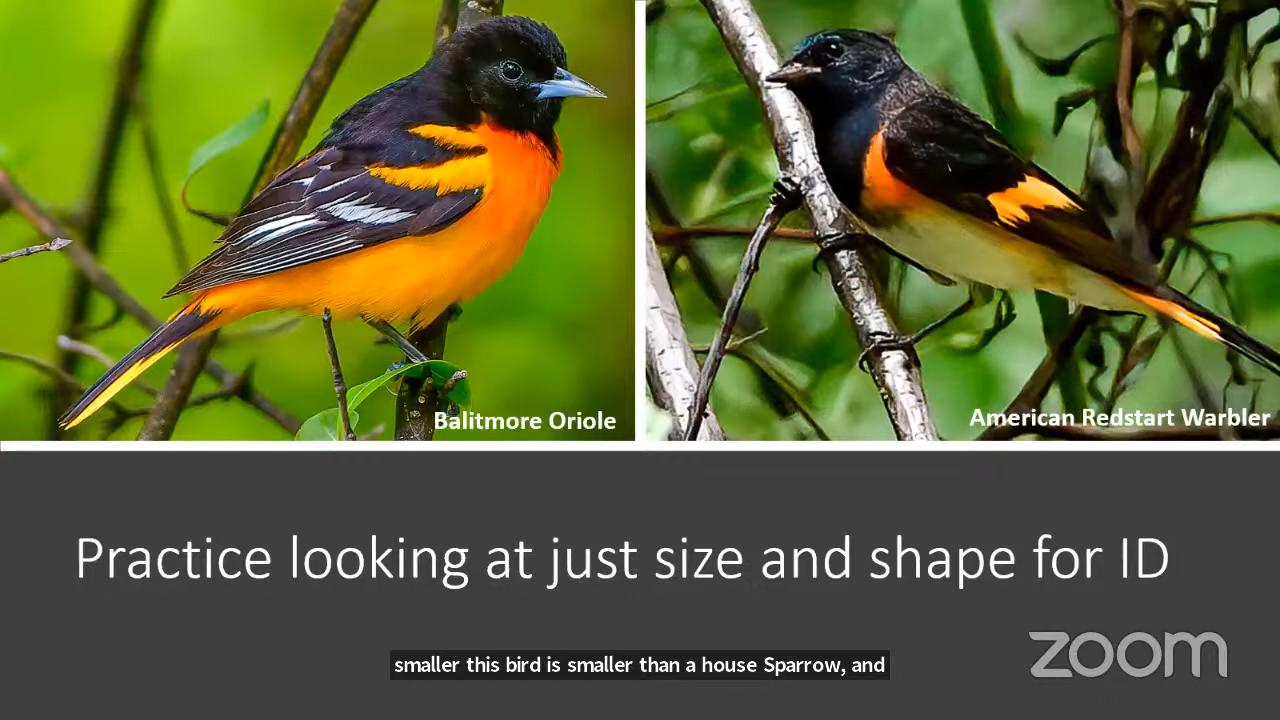 Balitmore Oriole
American Redstart Warbler
Practice looking at just size and shape for ID
smaller this bird is smaller than a house Sparrow, and
zoom